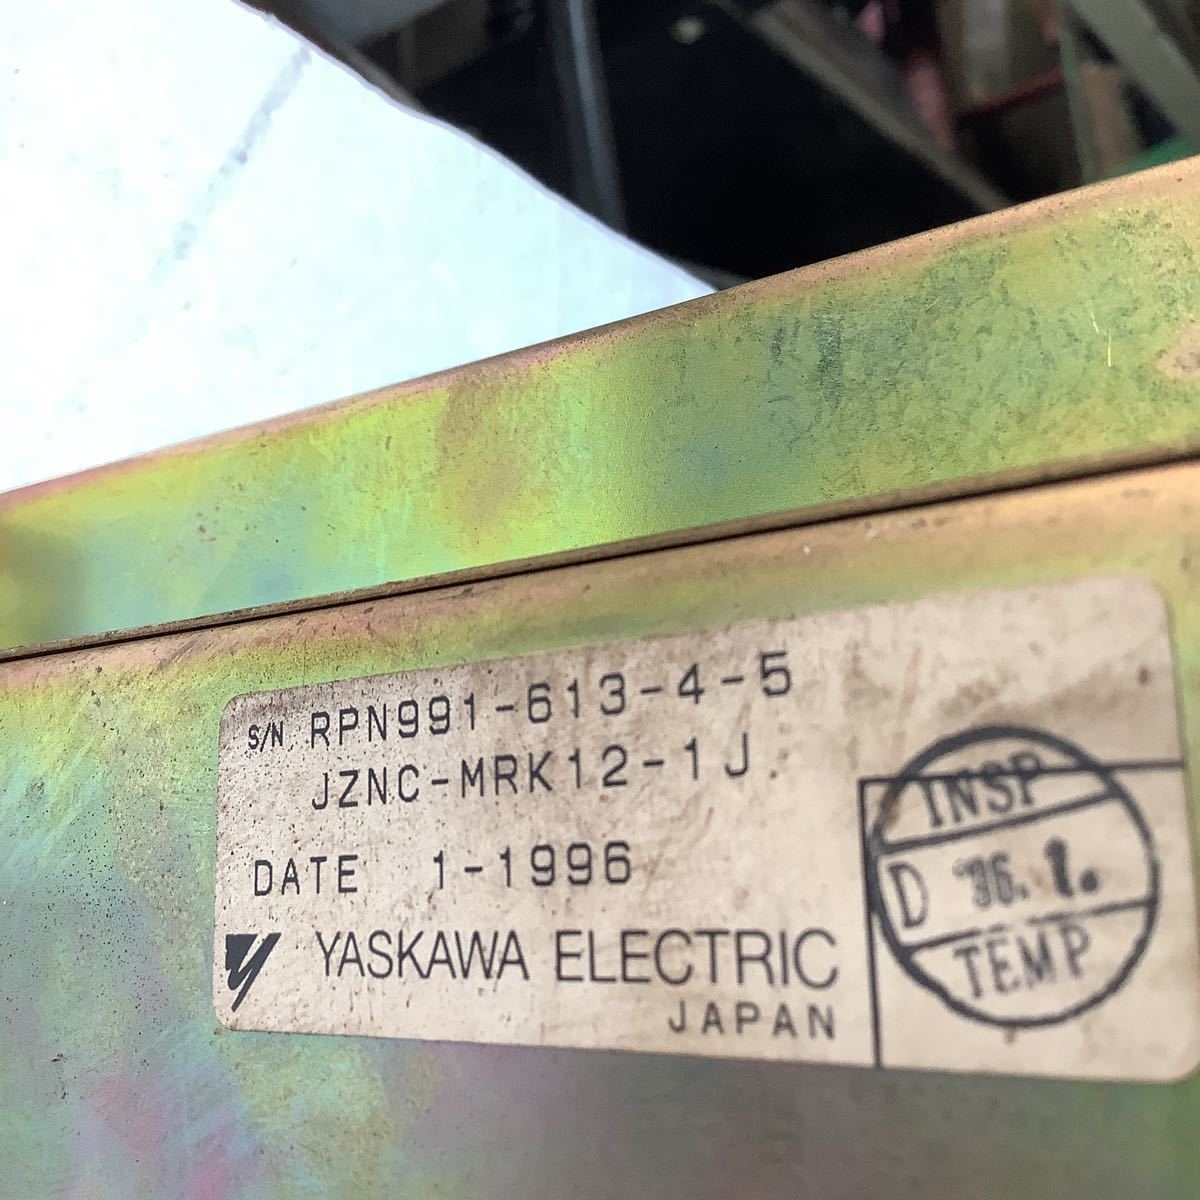 S/N RPN991-613-4-5
JZNC-MRK12-1J
DATE 1-1996
YASKAWA ELECTRIC
JAPAN
INSP
D '96. 1.
TEMP